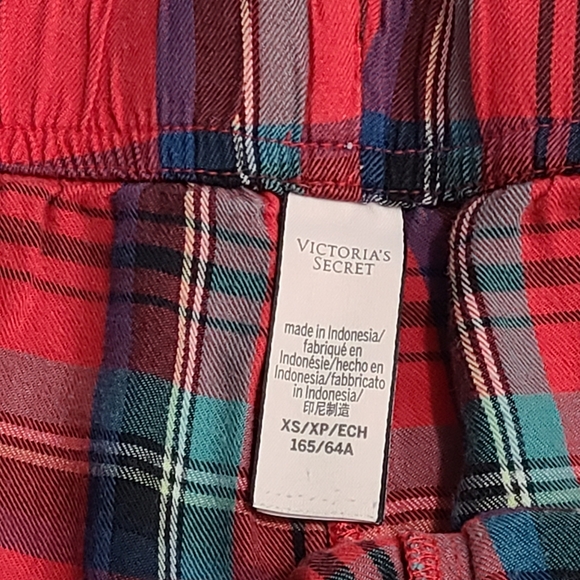 VICTORIA'S
SECRET
made in Indonesia/
fabriqué en
Indonésie/hecho en
Indonesia/fabbricato
in Indonesia/
印尼制造
XS/XP/ECH
165/64A